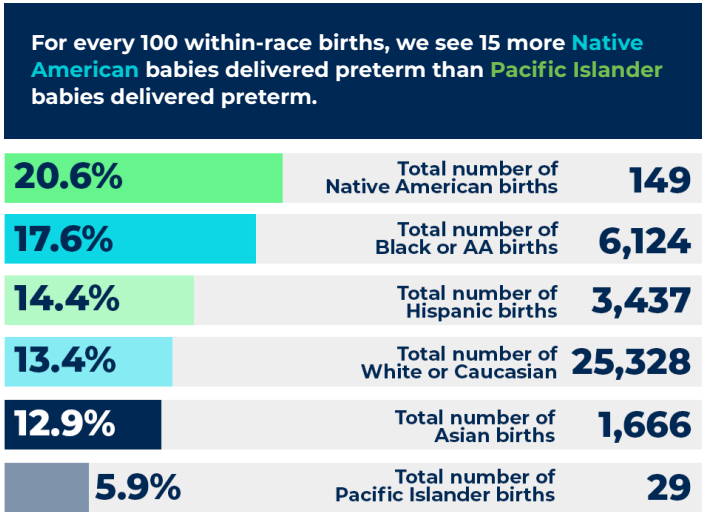 For every 100 within-race births, we see 15 more Native
American babies delivered preterm than Pacific Islander
babies delivered preterm.
20.6%
Total number of
Native American births
149
17.6%
Total number of
Black or AA births
6,124
14.4%
Total number of
Hispanic births
3,437
13.4%
Total number of
White or Caucasian
25,328
12.9%
Total number of
Asian births
1,666
5.9%
Total number of
Pacific Islander births
29